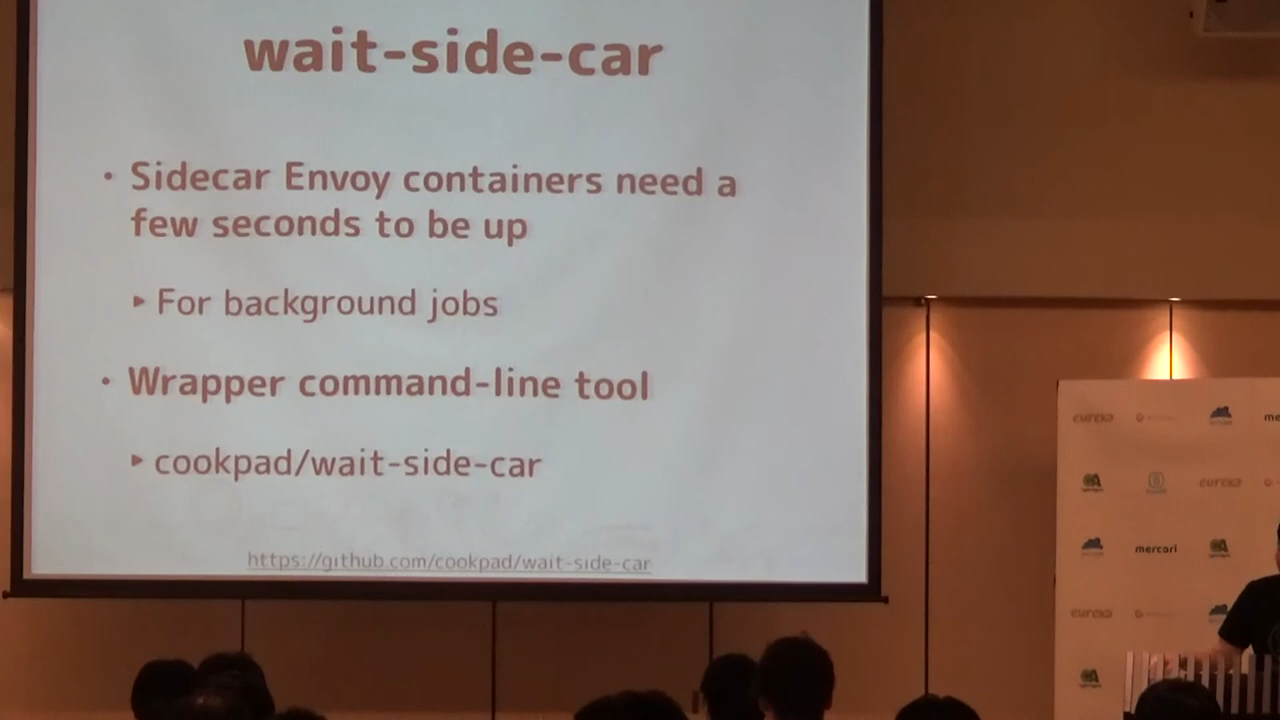 wait-side-car
• Sidecar Envoy containers need a
few seconds to be up
▸ For background jobs
• Wrapper command-line tool
▸ cookpad/wait-side-car
https://github.com/cookpad/wait-side-car
eureka
eureka
mercari
eureka